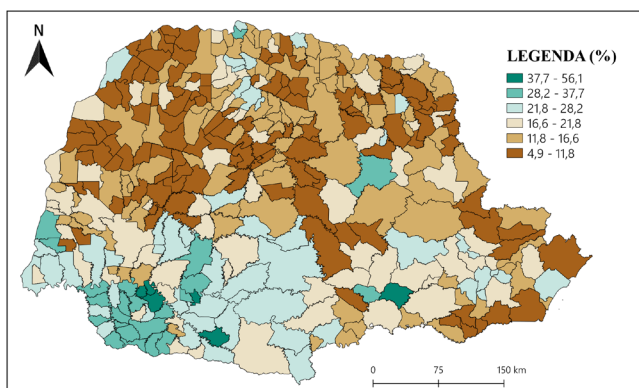 N
LEGENDA (%)
37,7 - 56,1
28,2 - 37,7
21,8 - 28,2
16,6 - 21,8
11,8 - 16,6
4,9 - 11,8
0 75 150 km